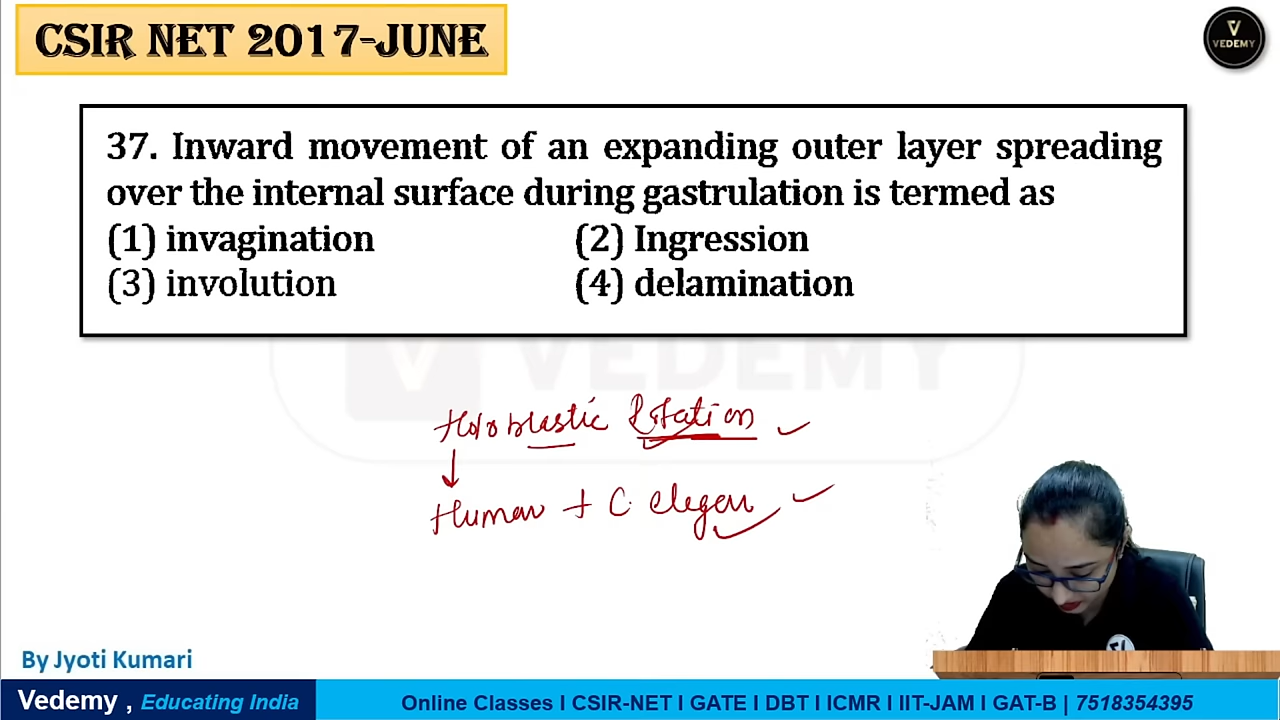 CSIR NET 2017-JUNE
V
VEDEMY
37. Inward movement of an expanding outer layer spreading
over the internal surface during gastrulation is termed as
(1) invagination (2) Ingression
(3) involution (4) delamination
VEDEMY
Holoblastic Rotation
Human + C. elegan
By Jyoti Kumari
Vedemy , Educating India
Online Classes I CSIR-NET I GATE I DBT I ICMR I IIT-JAM I GAT-B | 7518354395